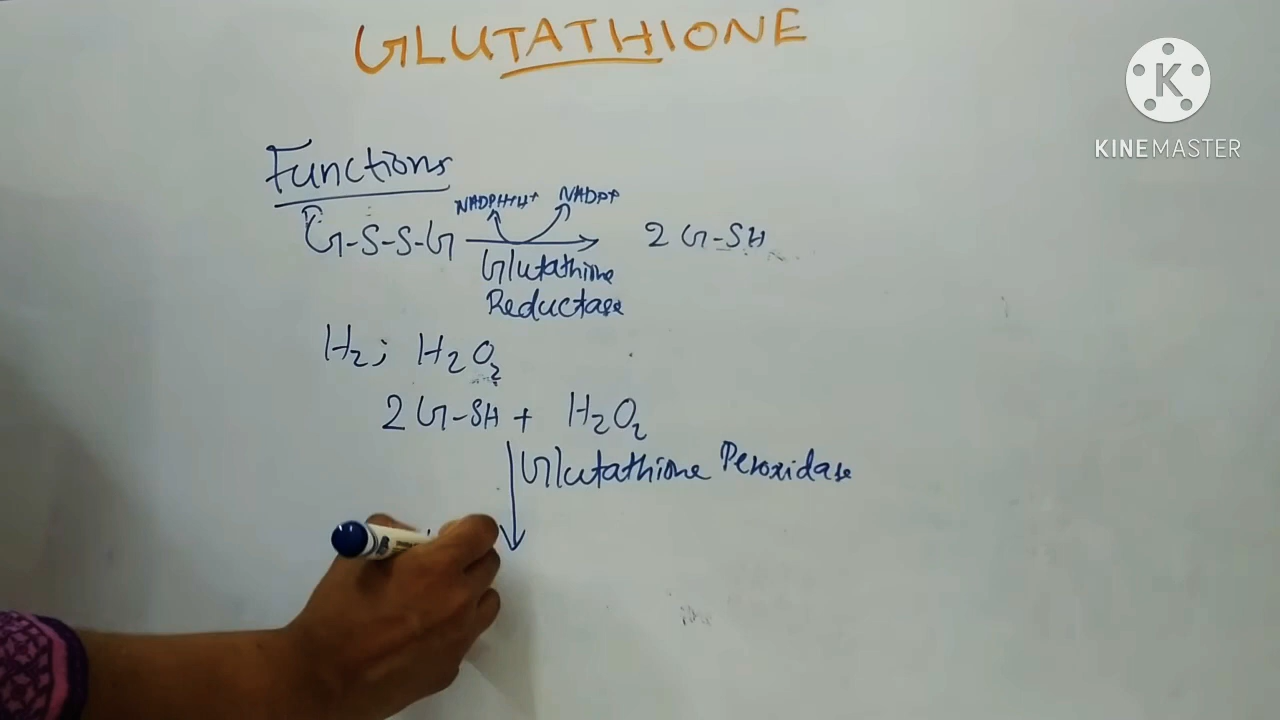 GLUTATHIONE
K
KINEMASTER
Functions
NADPH+H+ NADP+
G-S-S-G → 2 G-SH
Glutathione
Reductase
H2; H2O2
2 G-SH + H2O2
Glutathione Peroxidase